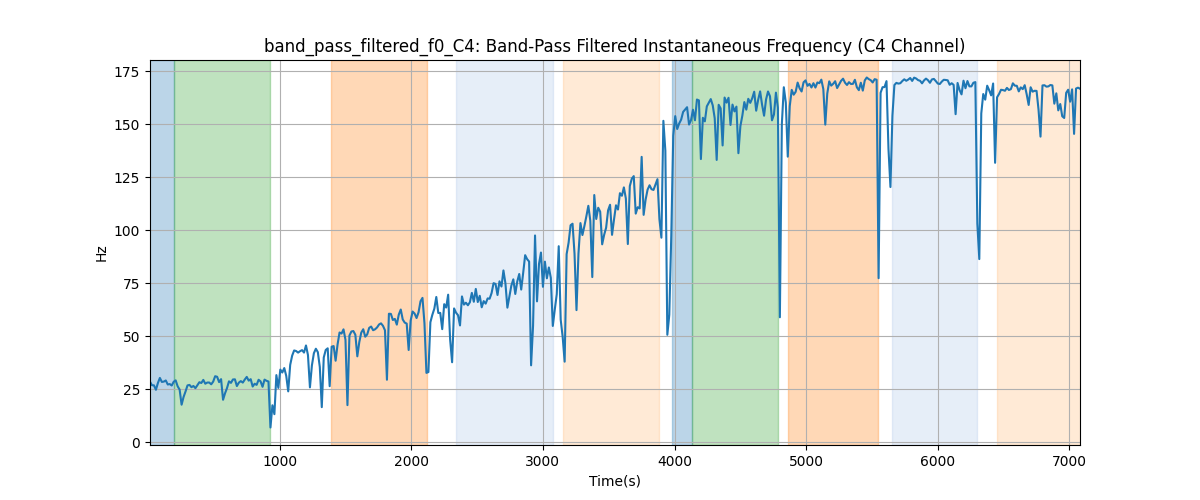 band_pass_filtered_f0_C4: Band-Pass Filtered Instantaneous Frequency (C4 Channel)
175
150
125
100
75
50
25
0
Hz
1000 2000 3000 4000 5000 6000 7000
Time(s)